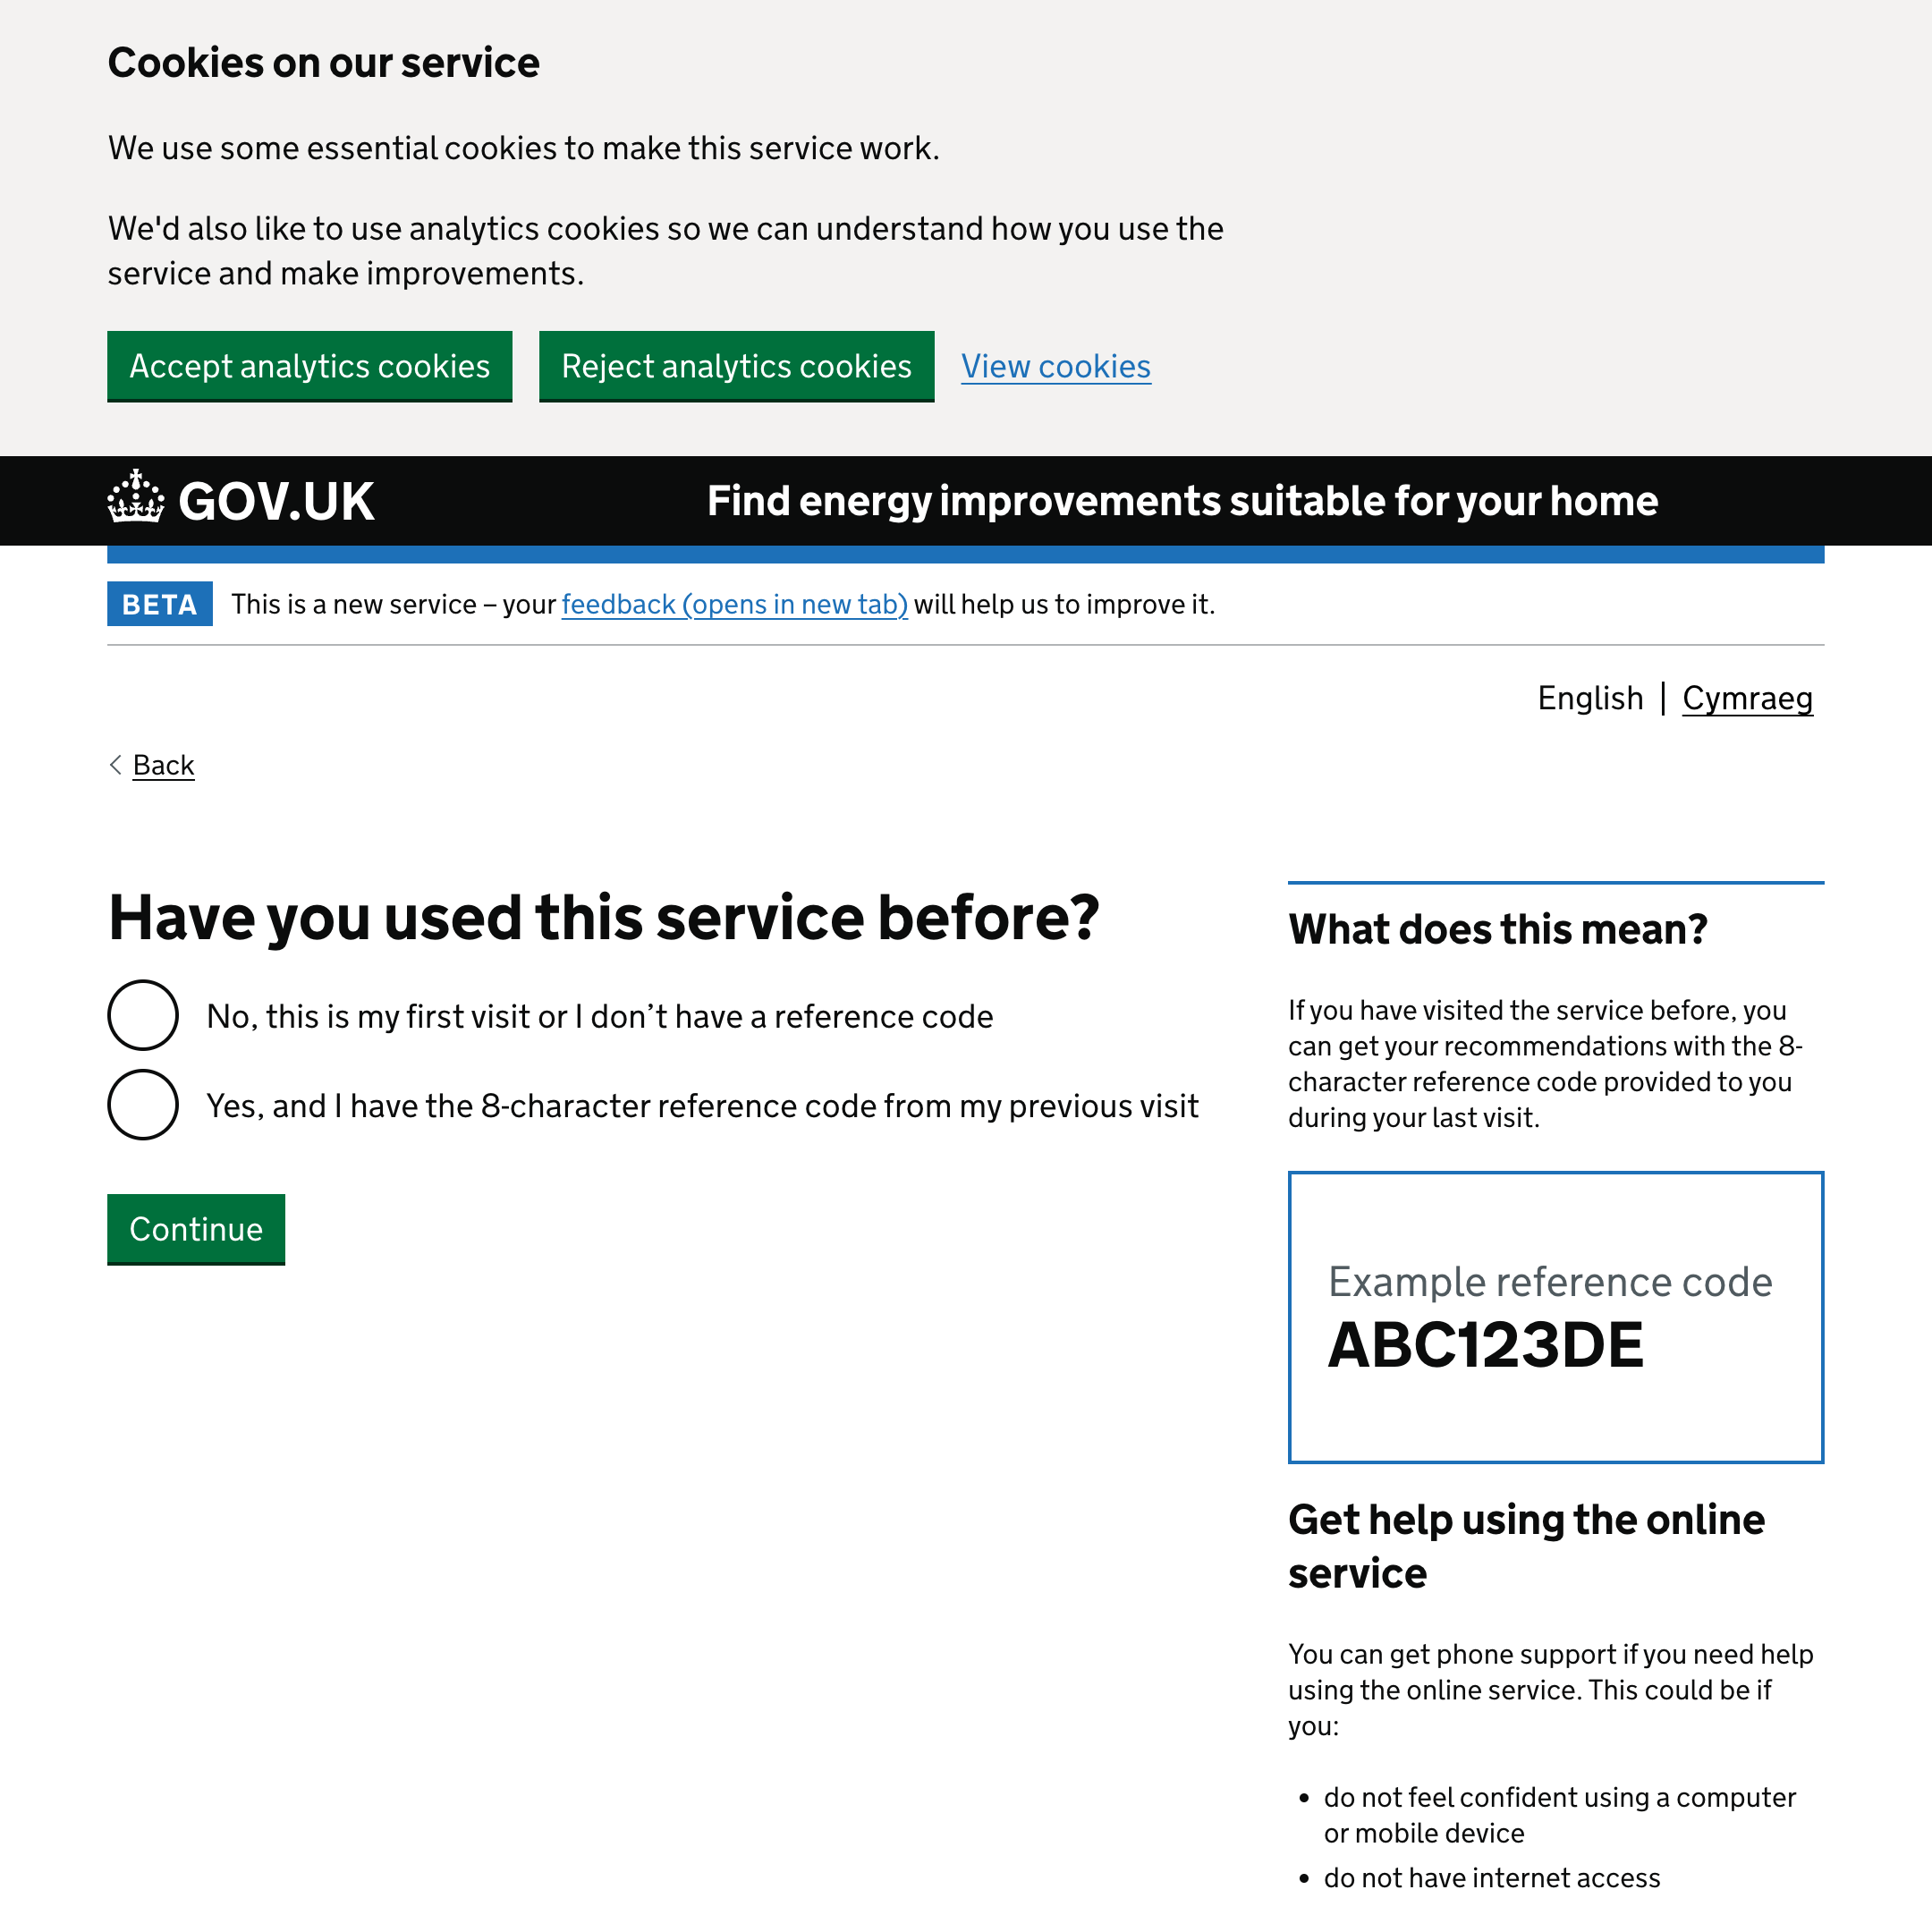 Cookies on our service
We use some essential cookies to make this service work.
We'd also like to use analytics cookies so we can understand how you use the
service and make improvements.
Accept analytics cookies
Reject analytics cookies
View cookies
GOV.UK
Find energy improvements suitable for your home
BETA
This is a new service – your feedback (opens in new tab) will help us to improve it.
English | Cymraeg
Back
Have you used this service before?
No, this is my first visit or I don’t have a reference code
Yes, and I have the 8-character reference code from my previous visit
Continue
What does this mean?
If you have visited the service before, you
can get your recommendations with the 8-
character reference code provided to you
during your last visit.
Example reference code
ABC123DE
Get help using the online
service
You can get phone support if you need help
using the online service. This could be if
you:
• do not feel confident using a computer
or mobile device
• do not have internet access